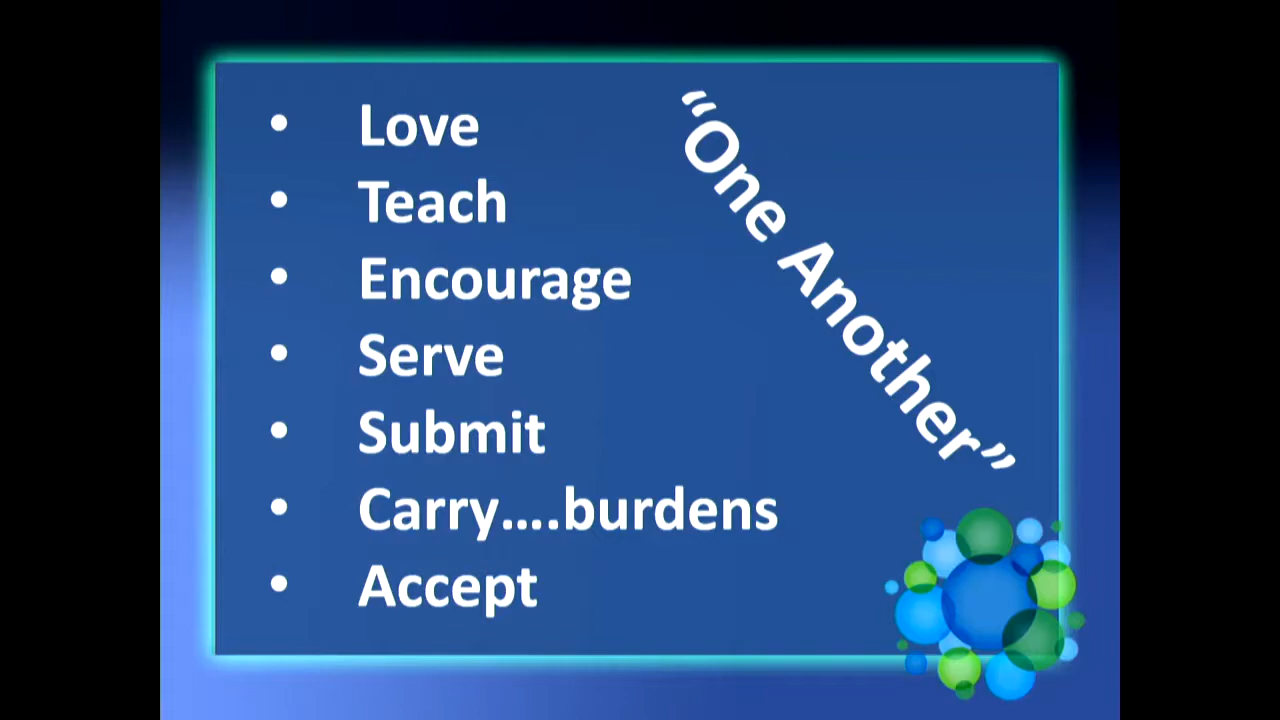 • Love
• Teach
• Encourage
• Serve
• Submit
• Carry....burdens
• Accept
“One Another”